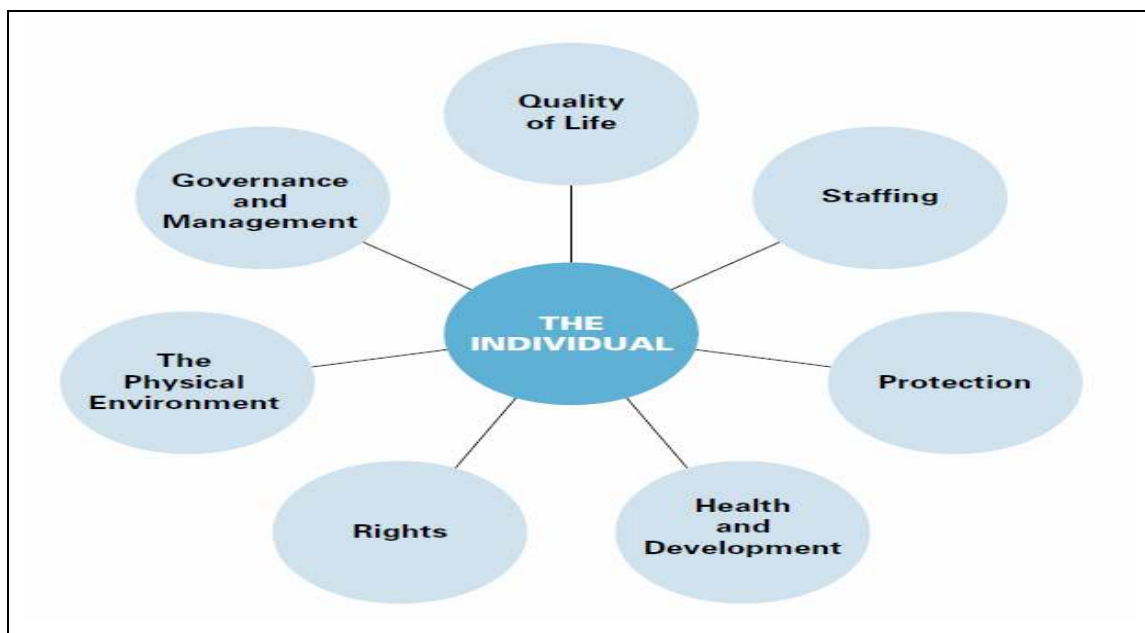 Quality
of Life
Staffing
Protection
Health
and
Development
Rights
The
Physical
Environment
Governance
and
Management
THE
INDIVIDUAL